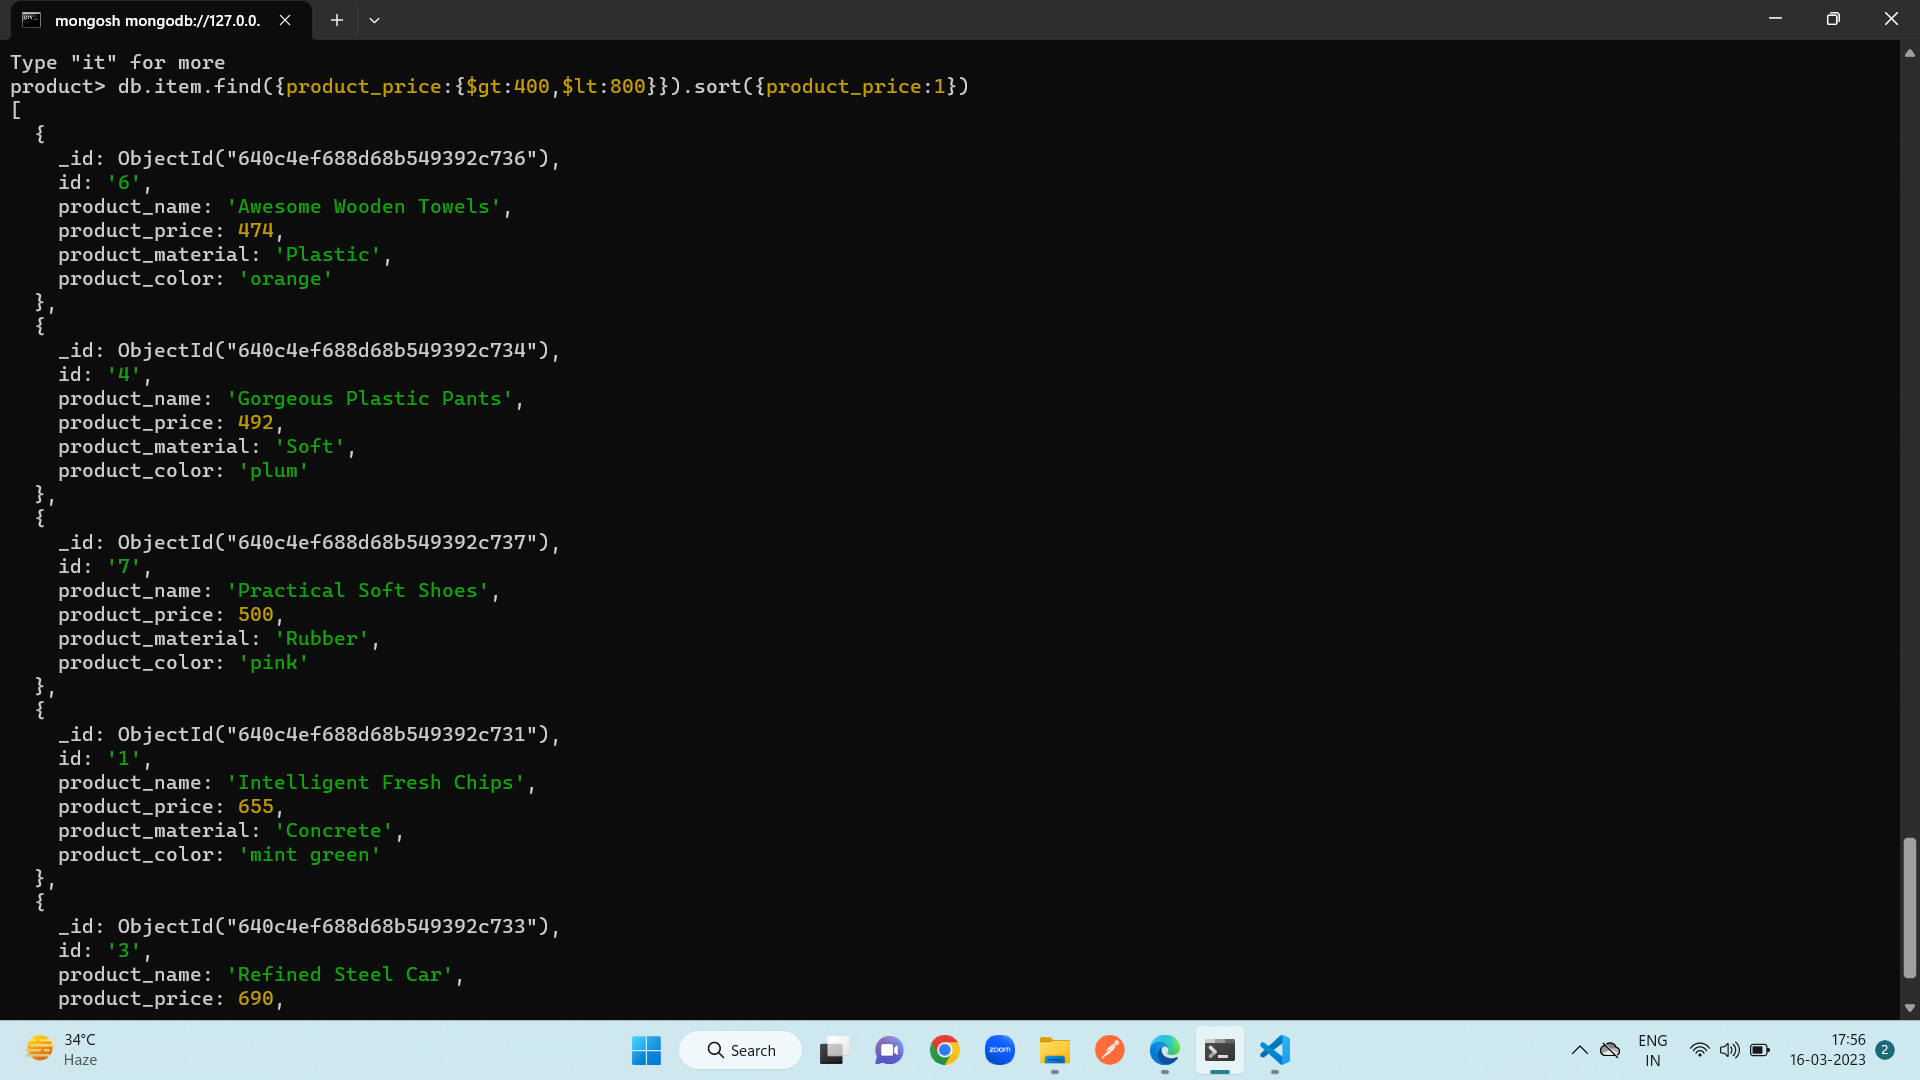 mongosh mongodb://127.0.0.
Type "it" for more
product> db.item.find({product_price:{$gt:400,$lt:800}}).sort({product_price:1})
[
  {
    _id: ObjectId("640c4ef688d68b549392c736"),
    id: '6',
    product_name: 'Awesome Wooden Towels',
    product_price: 474,
    product_material: 'Plastic',
    product_color: 'orange'
  },
  {
    _id: ObjectId("640c4ef688d68b549392c734"),
    id: '4',
    product_name: 'Gorgeous Plastic Pants',
    product_price: 492,
    product_material: 'Soft',
    product_color: 'plum'
  },
  {
    _id: ObjectId("640c4ef688d68b549392c737"),
    id: '7',
    product_name: 'Practical Soft Shoes',
    product_price: 500,
    product_material: 'Rubber',
    product_color: 'pink'
  },
  {
    _id: ObjectId("640c4ef688d68b549392c731"),
    id: '1',
    product_name: 'Intelligent Fresh Chips',
    product_price: 655,
    product_material: 'Concrete',
    product_color: 'mint green'
  },
  {
    _id: ObjectId("640c4ef688d68b549392c733"),
    id: '3',
    product_name: 'Refined Steel Car',
    product_price: 690,
34°C
Haze
Search
zoom
ENG
IN
17:56
16-03-2023
2